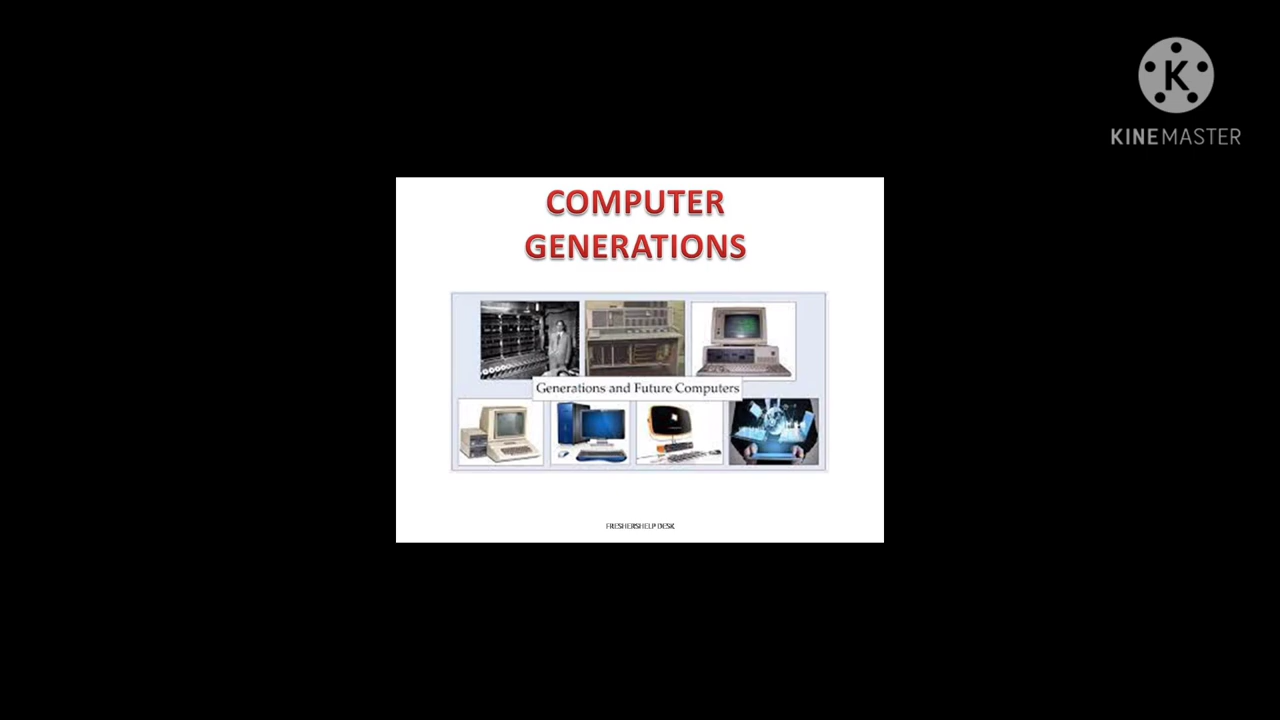 K
KINEMASTER
COMPUTER
GENERATIONS
Generations and Future Computers
FRESHERSHELP DESK